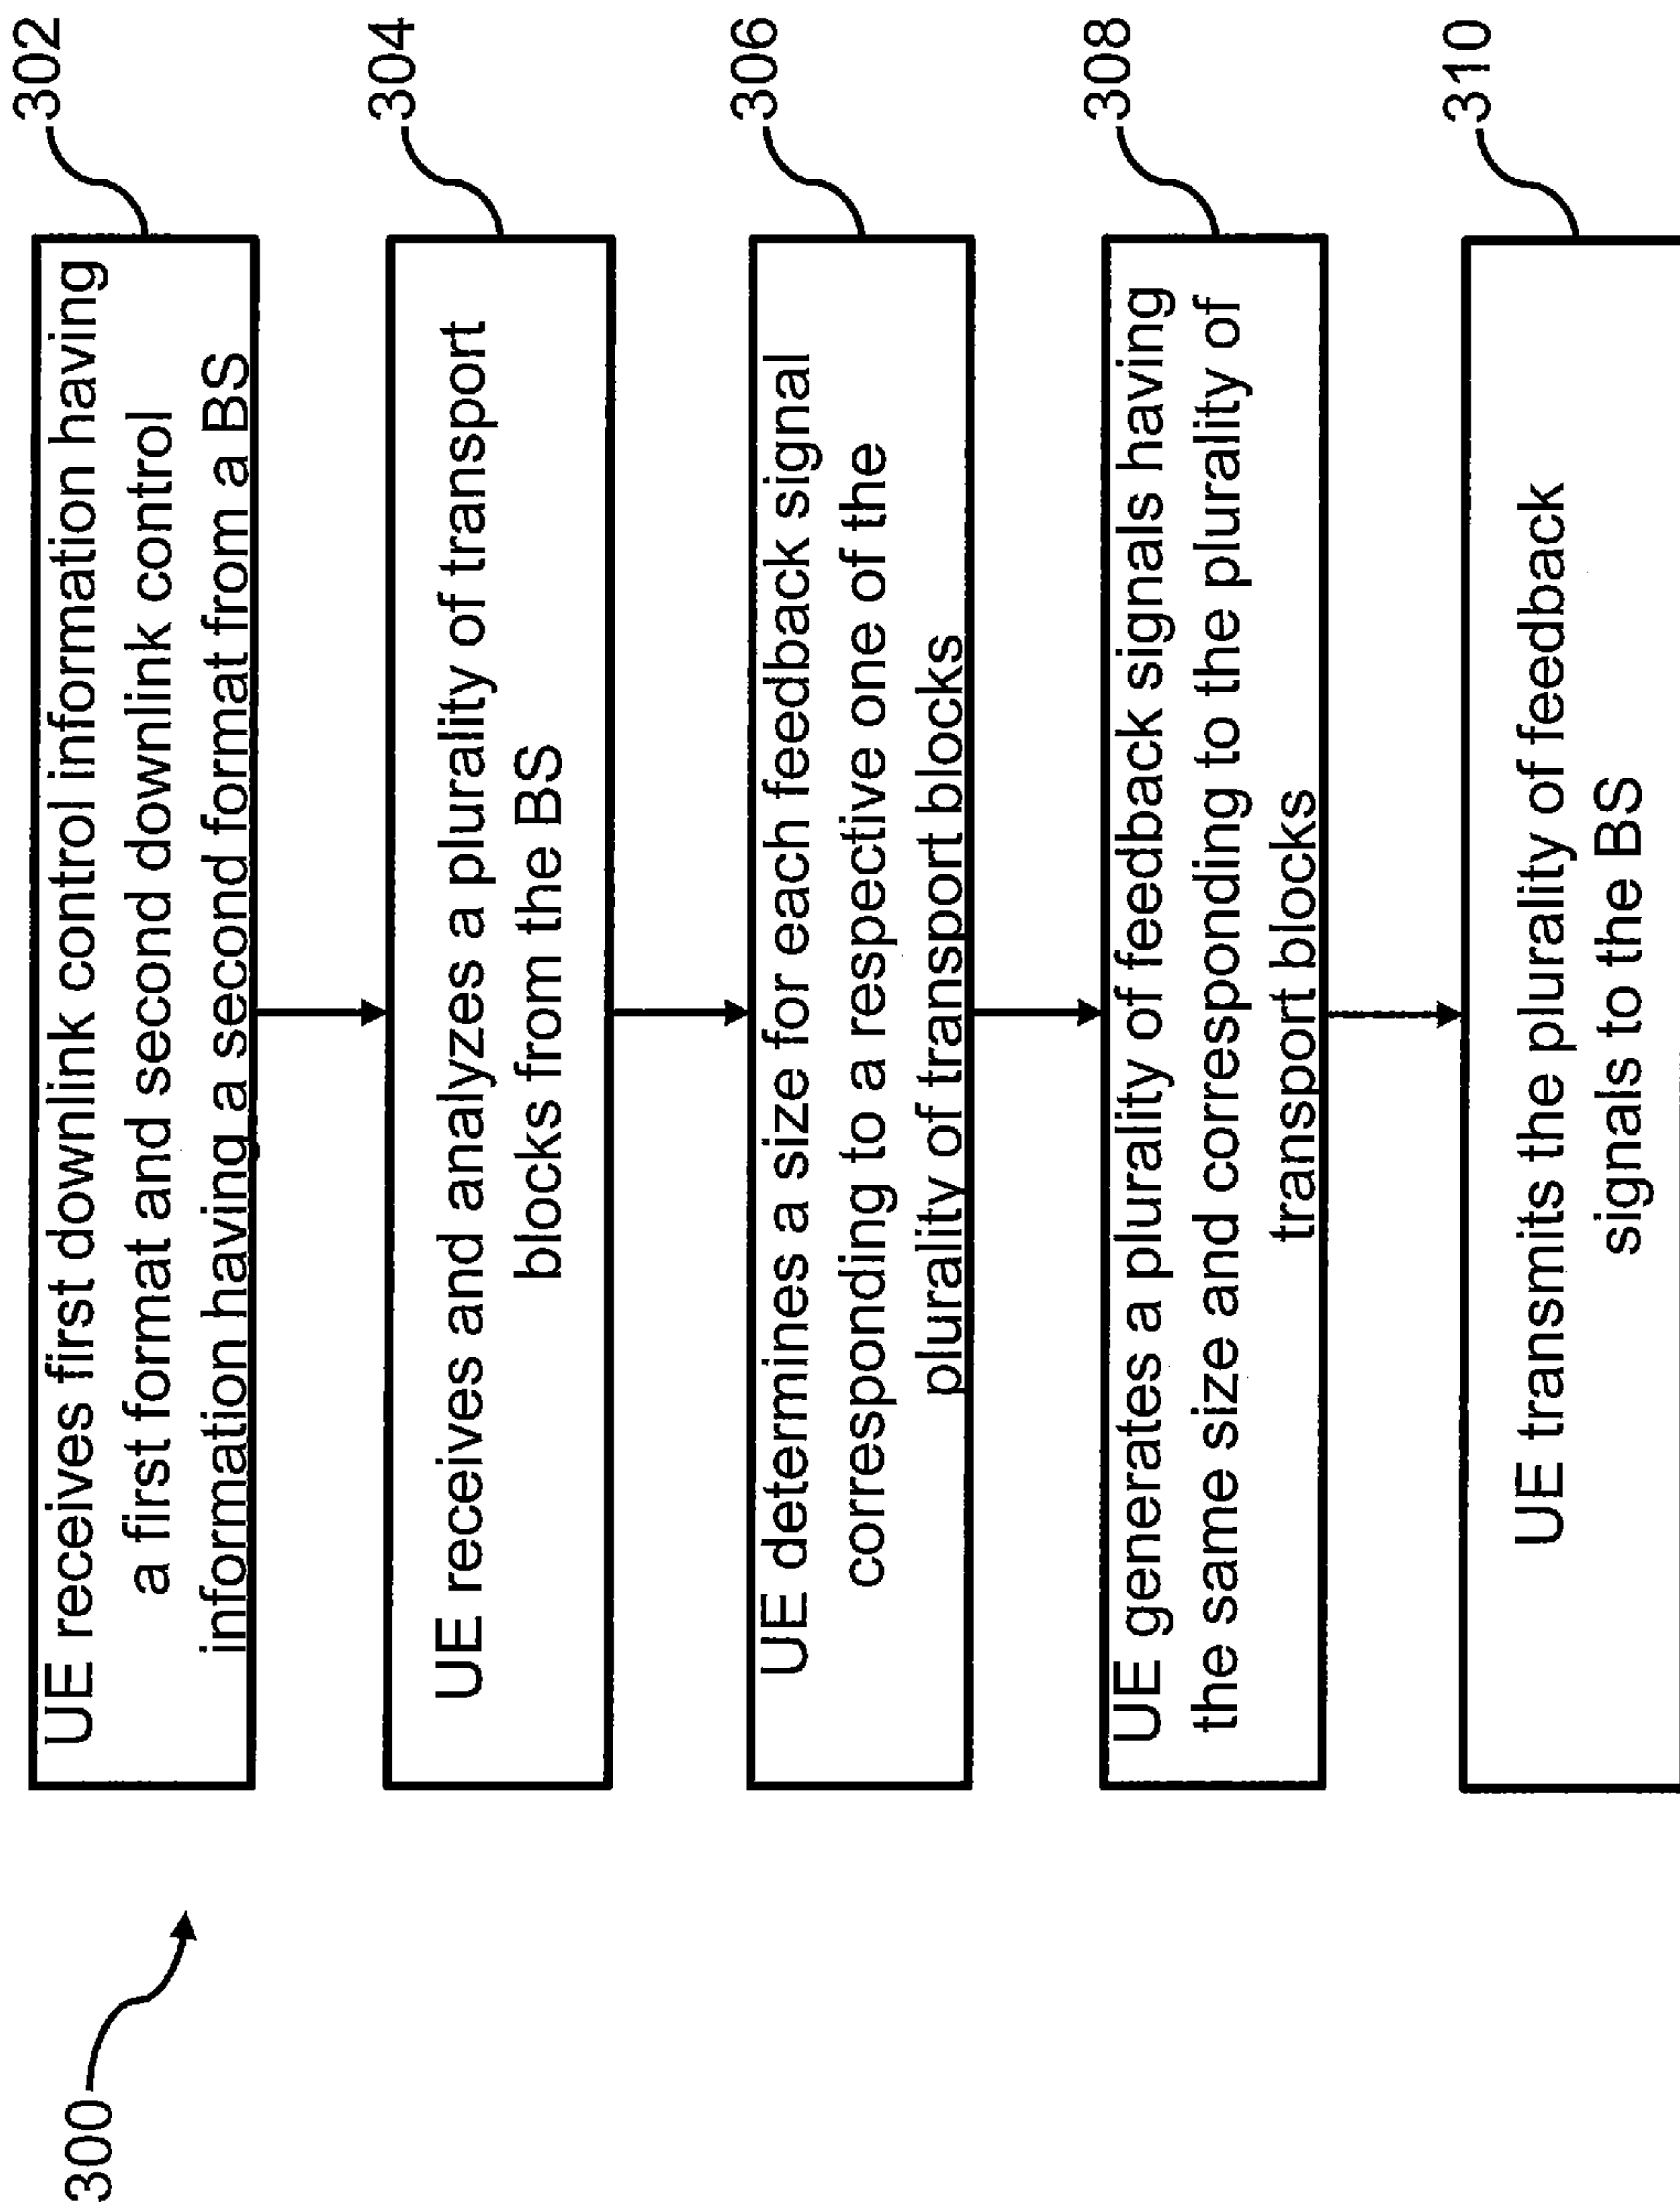 300
302
UE receives first downlink control information having
a first format and second downlink control
information having a second format from a BS
304
UE receives and analyzes a plurality of transport
blocks from the BS
306
UE determines a size for each feedback signal
corresponding to a respective one of the
plurality of transport blocks
308
UE generates a plurality of feedback signals having
the same size and corresponding to the plurality of
transport blocks
310
UE transmits the plurality of feedback
signals to the BS